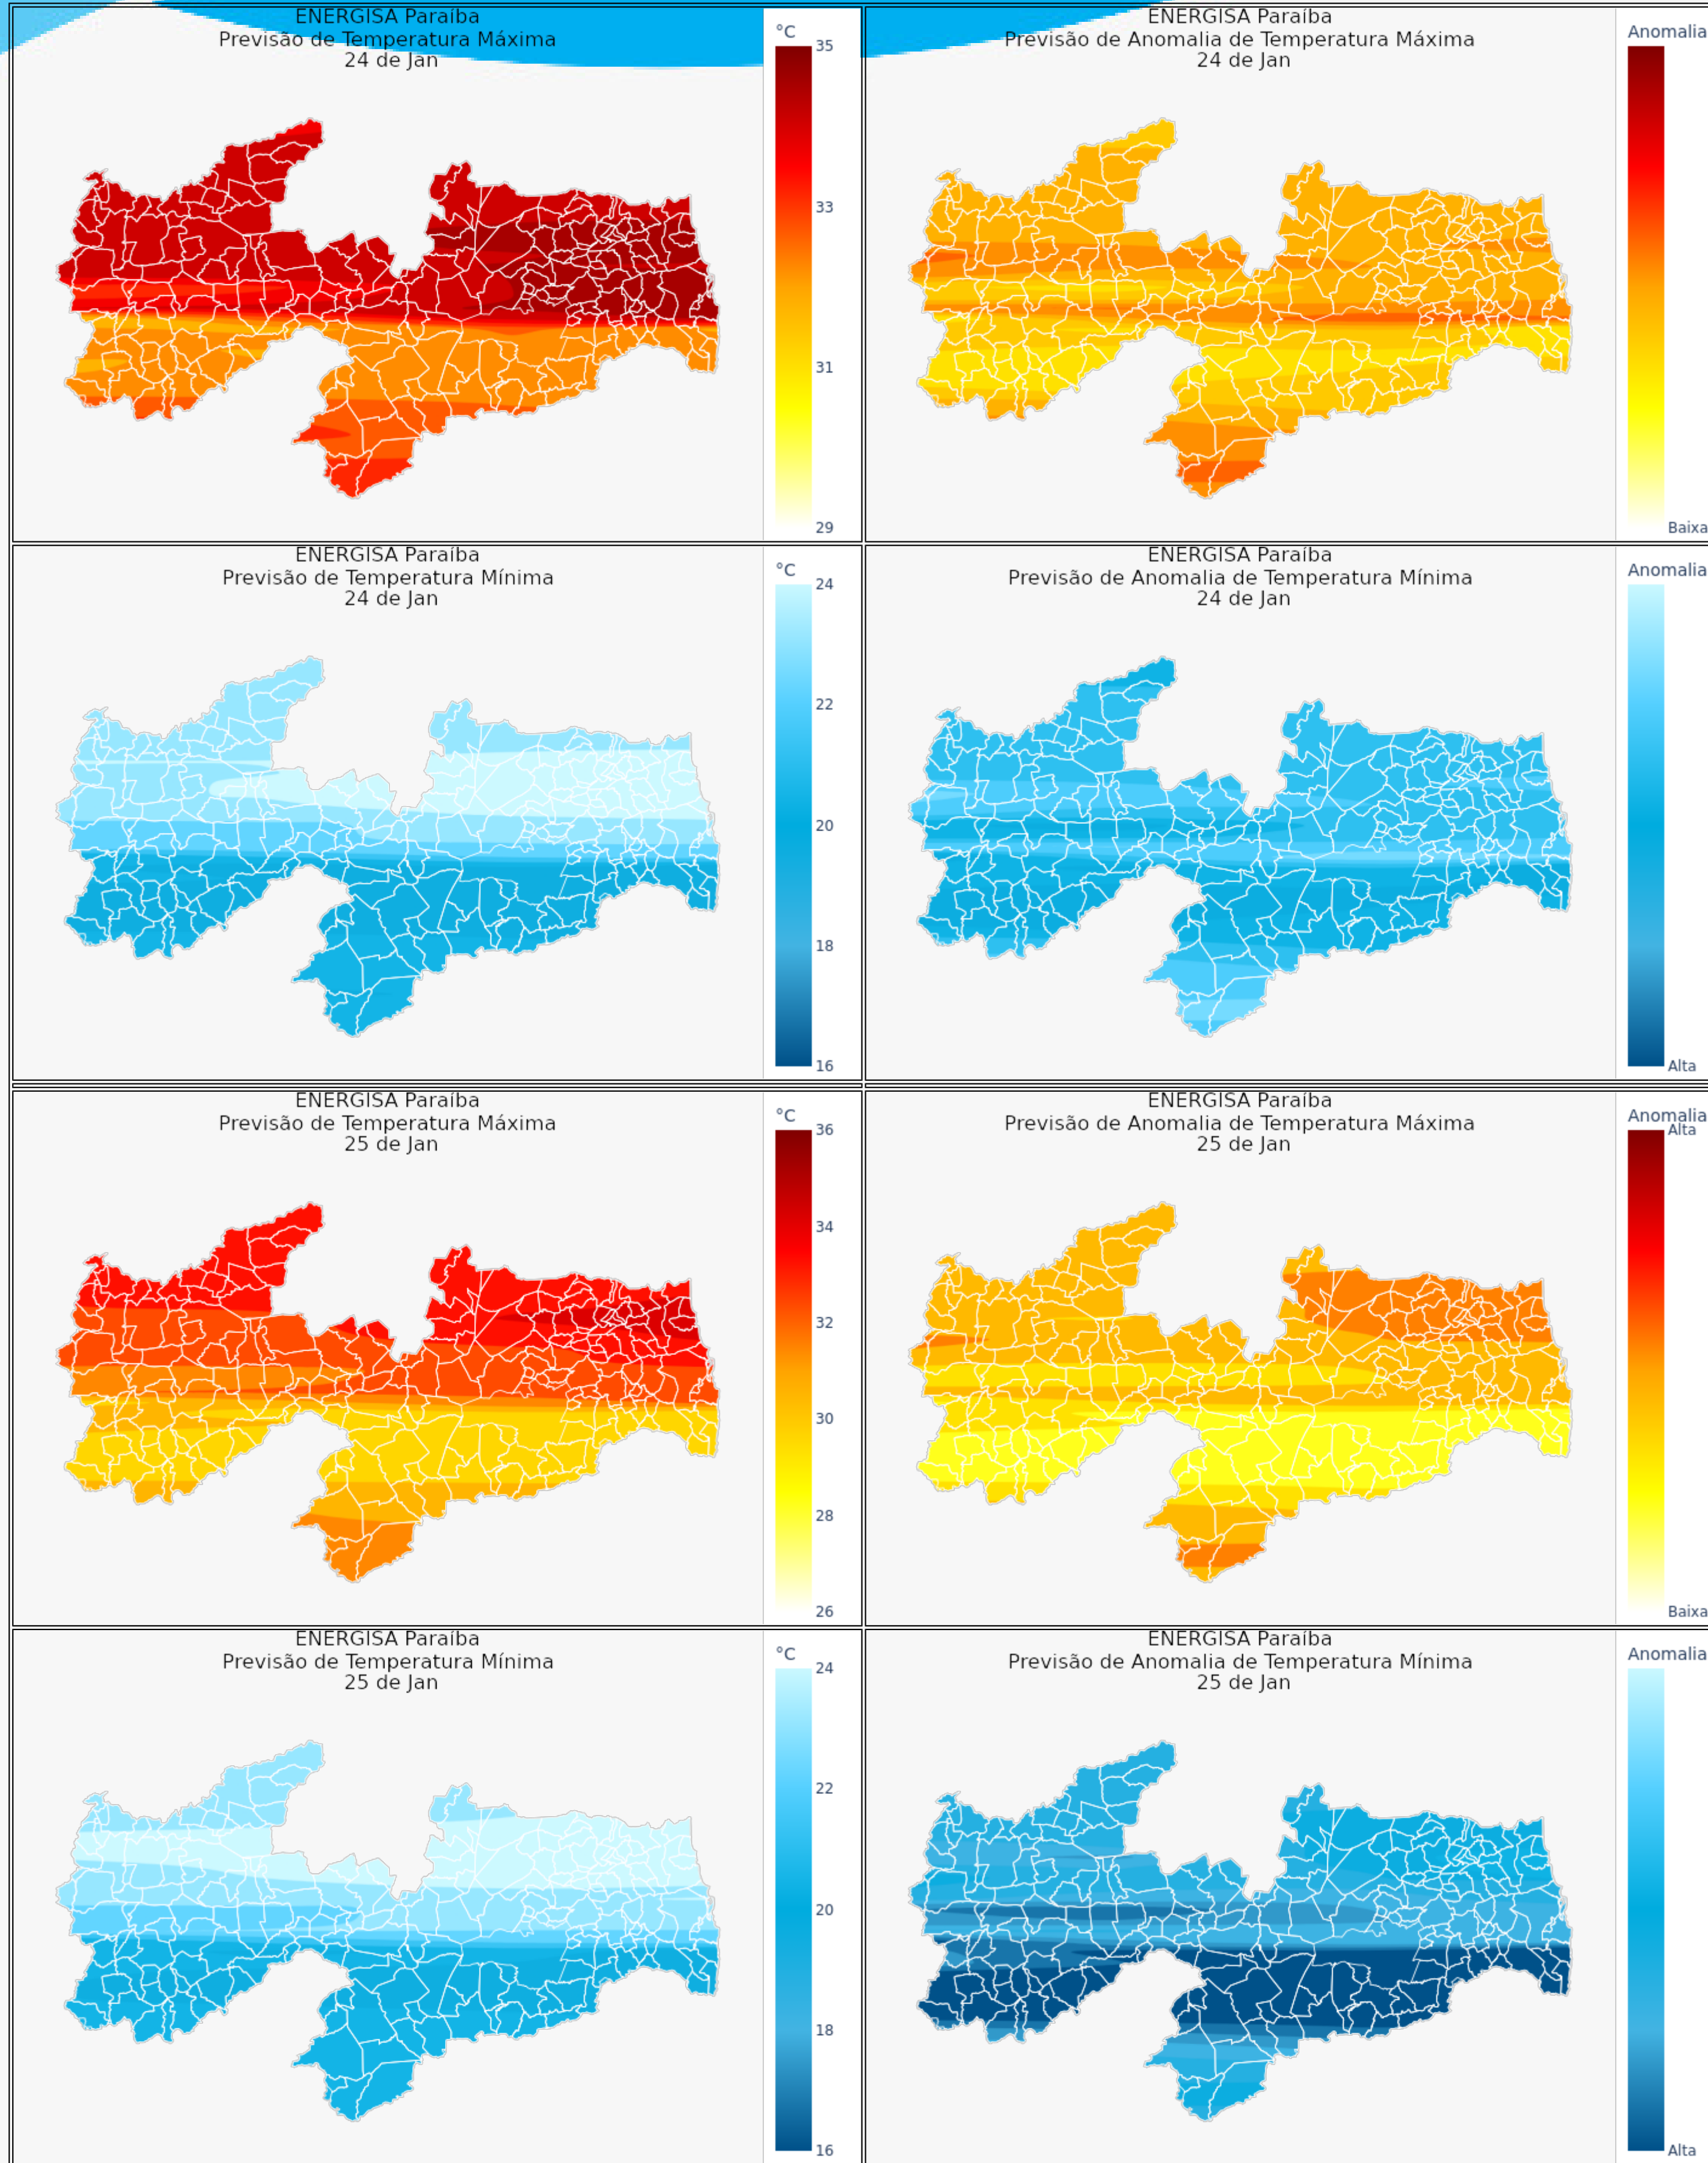 ENERGISA Paraíba
Previsão de Temperatura Máxima
24 de Jan
°C
35
33
31
29
ENERGISA Paraíba
Previsão de Anomalia de Temperatura Máxima
24 de Jan
Anomalia
Baixa
ENERGISA Paraíba
Previsão de Temperatura Mínima
24 de Jan
°C
24
22
20
18
16
ENERGISA Paraíba
Previsão de Anomalia de Temperatura Mínima
24 de Jan
Anomalia
Alta
ENERGISA Paraíba
Previsão de Temperatura Máxima
25 de Jan
°C
36
34
32
30
28
26
ENERGISA Paraíba
Previsão de Anomalia de Temperatura Máxima
25 de Jan
Anomalia
Alta
Baixa
ENERGISA Paraíba
Previsão de Temperatura Mínima
25 de Jan
°C
24
22
20
18
16
ENERGISA Paraíba
Previsão de Anomalia de Temperatura Mínima
25 de Jan
Anomalia
Alta